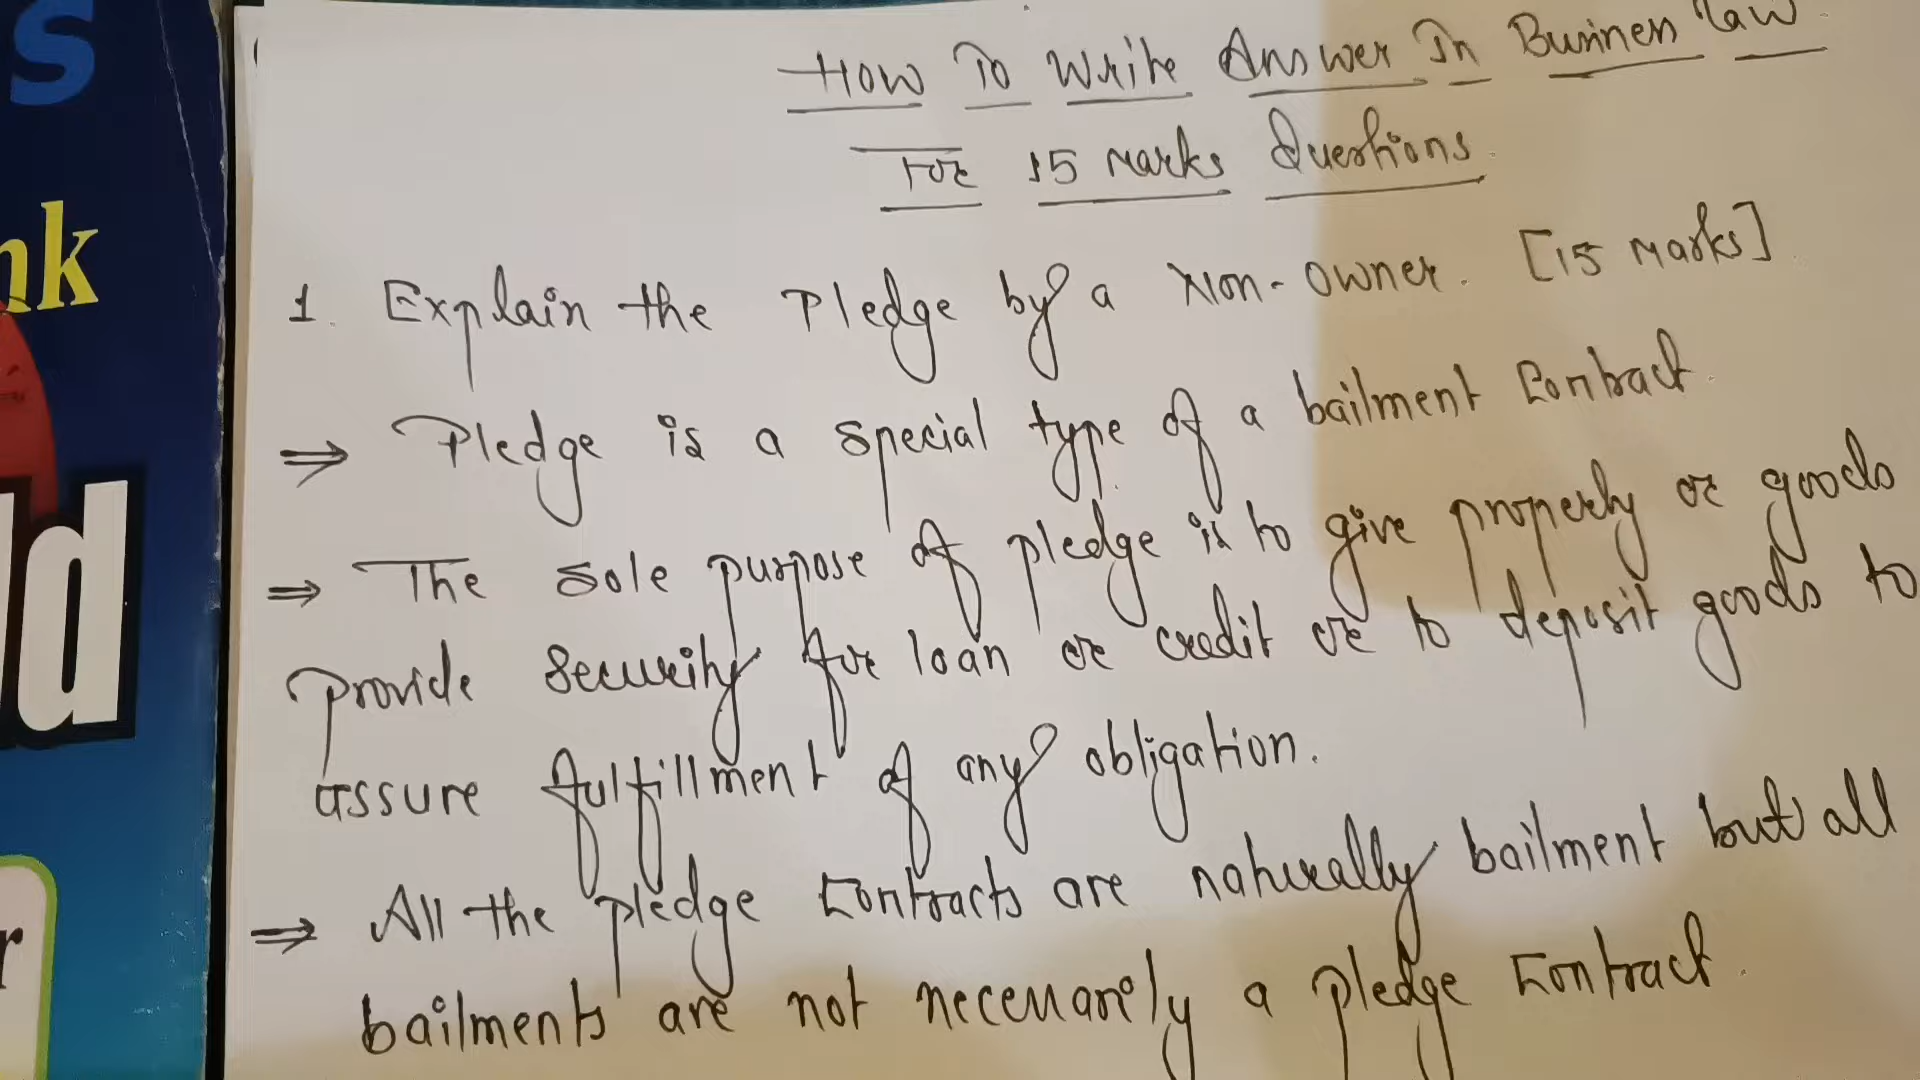 s
nk
d
r
How To Write Answer In Business Law
For 15 Marks Questions
1. Explain the Pledge by a Non-Owner. [15 Marks]
⇒ Pledge is a special type of a bailment Contract.
⇒ The sole purpose of pledge is to give property or goods
provide security for loan or credit or to deposit goods to
assure fulfillment of any obligation.
⇒ All the pledge contracts are naturally bailment but all
bailments are not necessarily a pledge Contract.